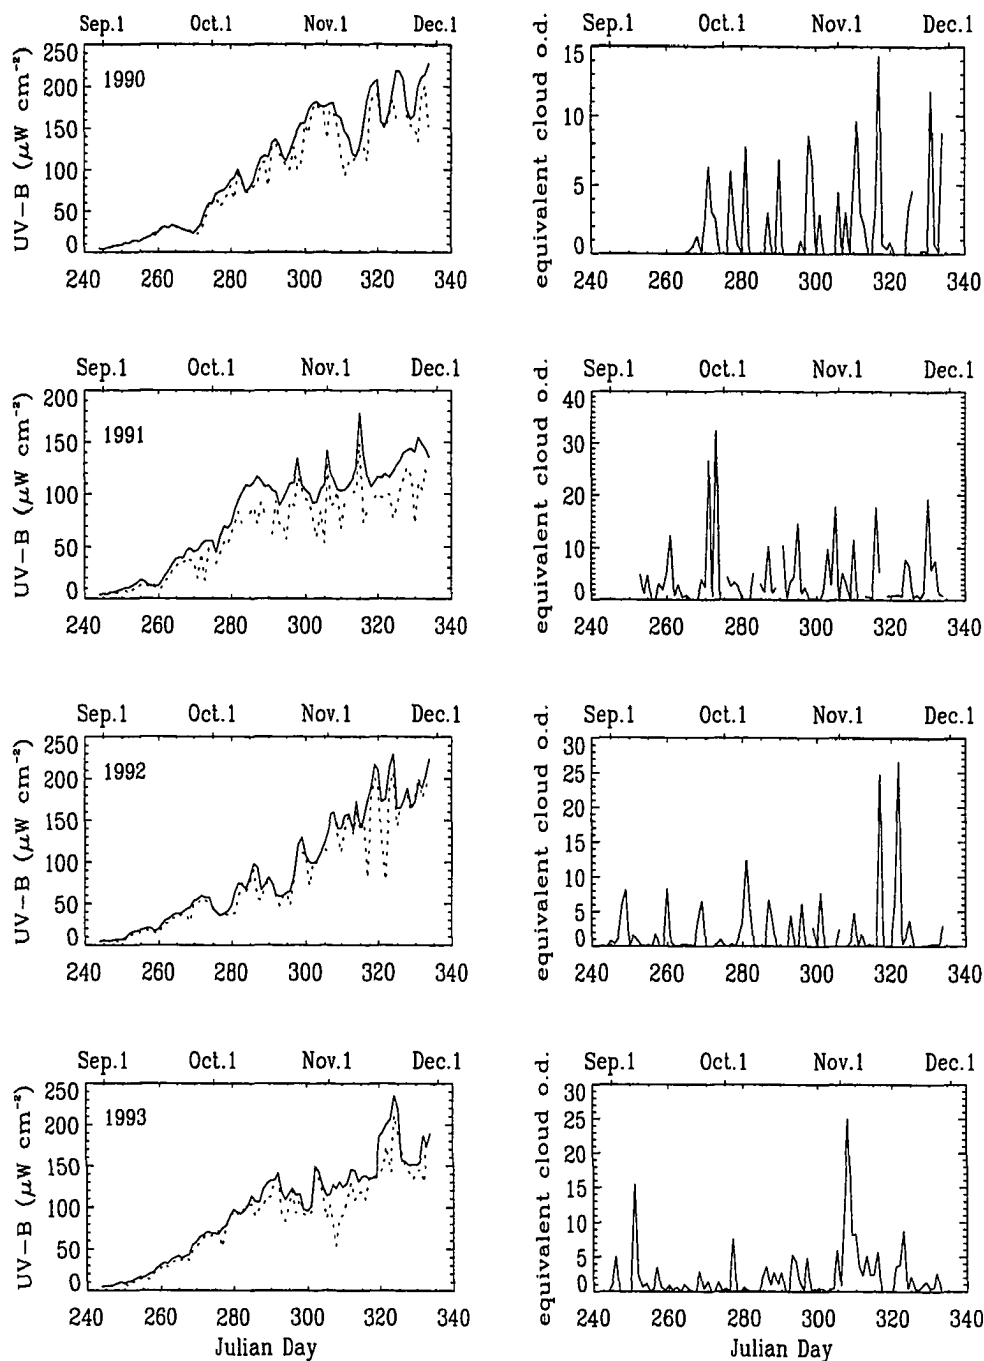 Sep.1 Oct.1 Nov.1 Dec.1
UV-B (μW cm⁻²)
250
200
150
100
50
0
1990
240 260 280 300 320 340
Sep.1 Oct.1 Nov.1 Dec.1
equivalent cloud o.d.
15
10
5
0
240 260 280 300 320 340
Sep.1 Oct.1 Nov.1 Dec.1
UV-B (μW cm⁻²)
200
150
100
50
0
1991
240 260 280 300 320 340
Sep.1 Oct.1 Nov.1 Dec.1
equivalent cloud o.d.
40
30
20
10
0
240 260 280 300 320 340
Sep.1 Oct.1 Nov.1 Dec.1
UV-B (μW cm⁻²)
250
200
150
100
50
0
1992
240 260 280 300 320 340
Sep.1 Oct.1 Nov.1 Dec.1
equivalent cloud o.d.
30
25
20
15
10
5
0
240 260 280 300 320 340
Sep.1 Oct.1 Nov.1 Dec.1
UV-B (μW cm⁻²)
250
200
150
100
50
0
1993
240 260 280 300 320 340
Julian Day
Sep.1 Oct.1 Nov.1 Dec.1
equivalent cloud o.d.
30
25
20
15
10
5
0
240 260 280 300 320 340
Julian Day